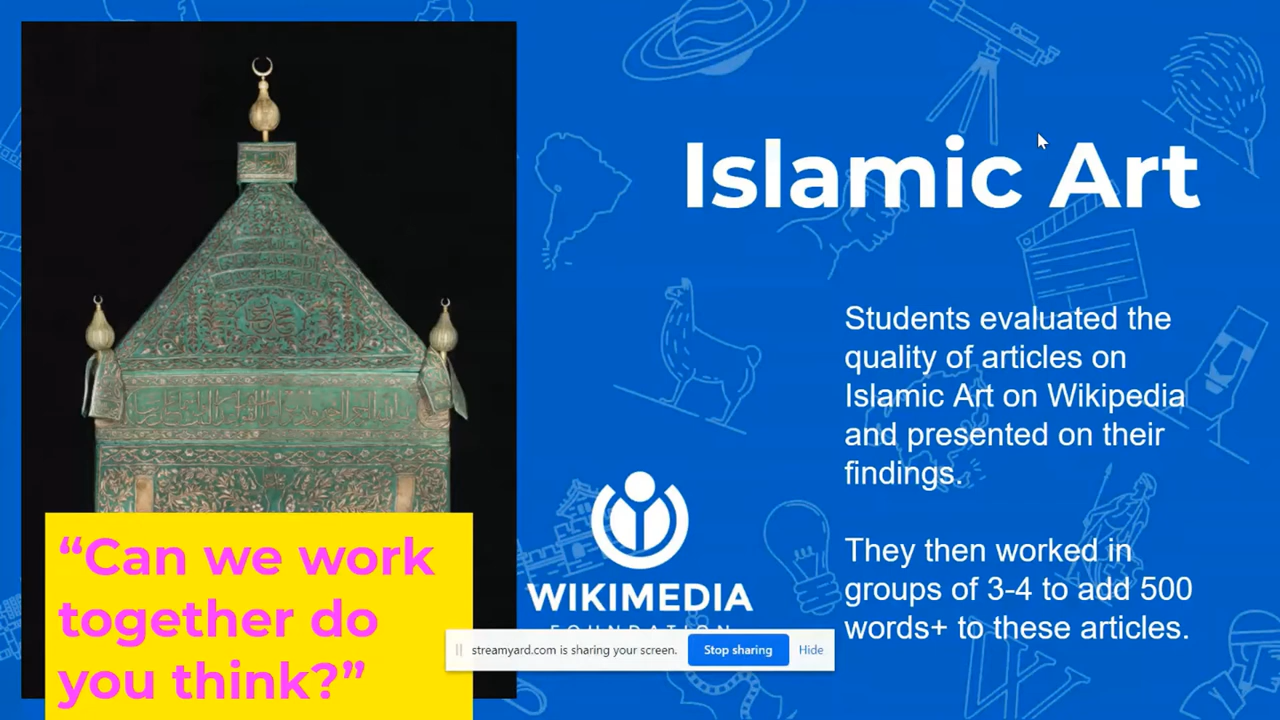 Islamic Art
Students evaluated the
quality of articles on
Islamic Art on Wikipedia
and presented on their
findings.
They then worked in
groups of 3-4 to add 500
words+ to these articles.
“Can we work
together do
you think?”
WIKIMEDIA
FOUNDATION
streamyard.com is sharing your screen.
Stop sharing
Hide
W